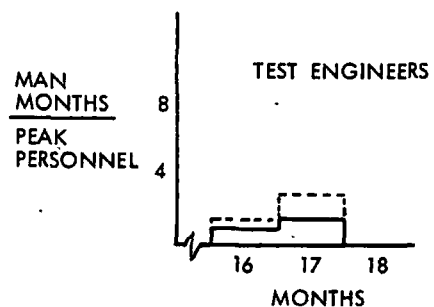 TEST ENGINEERS
MAN
MONTHS
PEAK
PERSONNEL
8
4
16 17 18
MONTHS